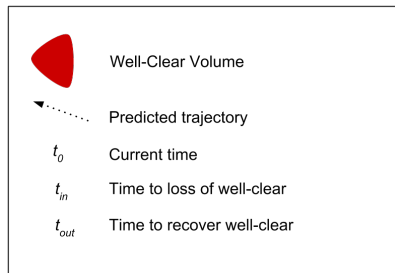 Well-Clear Volume
Predicted trajectory
t0 Current time
tin Time to loss of well-clear
tout Time to recover well-clear